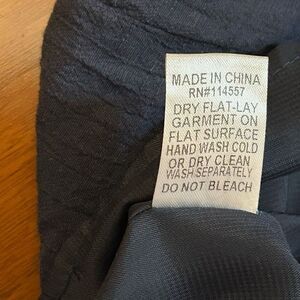 MADE IN CHINA
RN#114557
DRY FLAT-LAY
GARMENT ON
FLAT SURFACE
HAND WASH COLD
OR DRY CLEAN
WASH SEPARATELY
DO NOT BLEACH